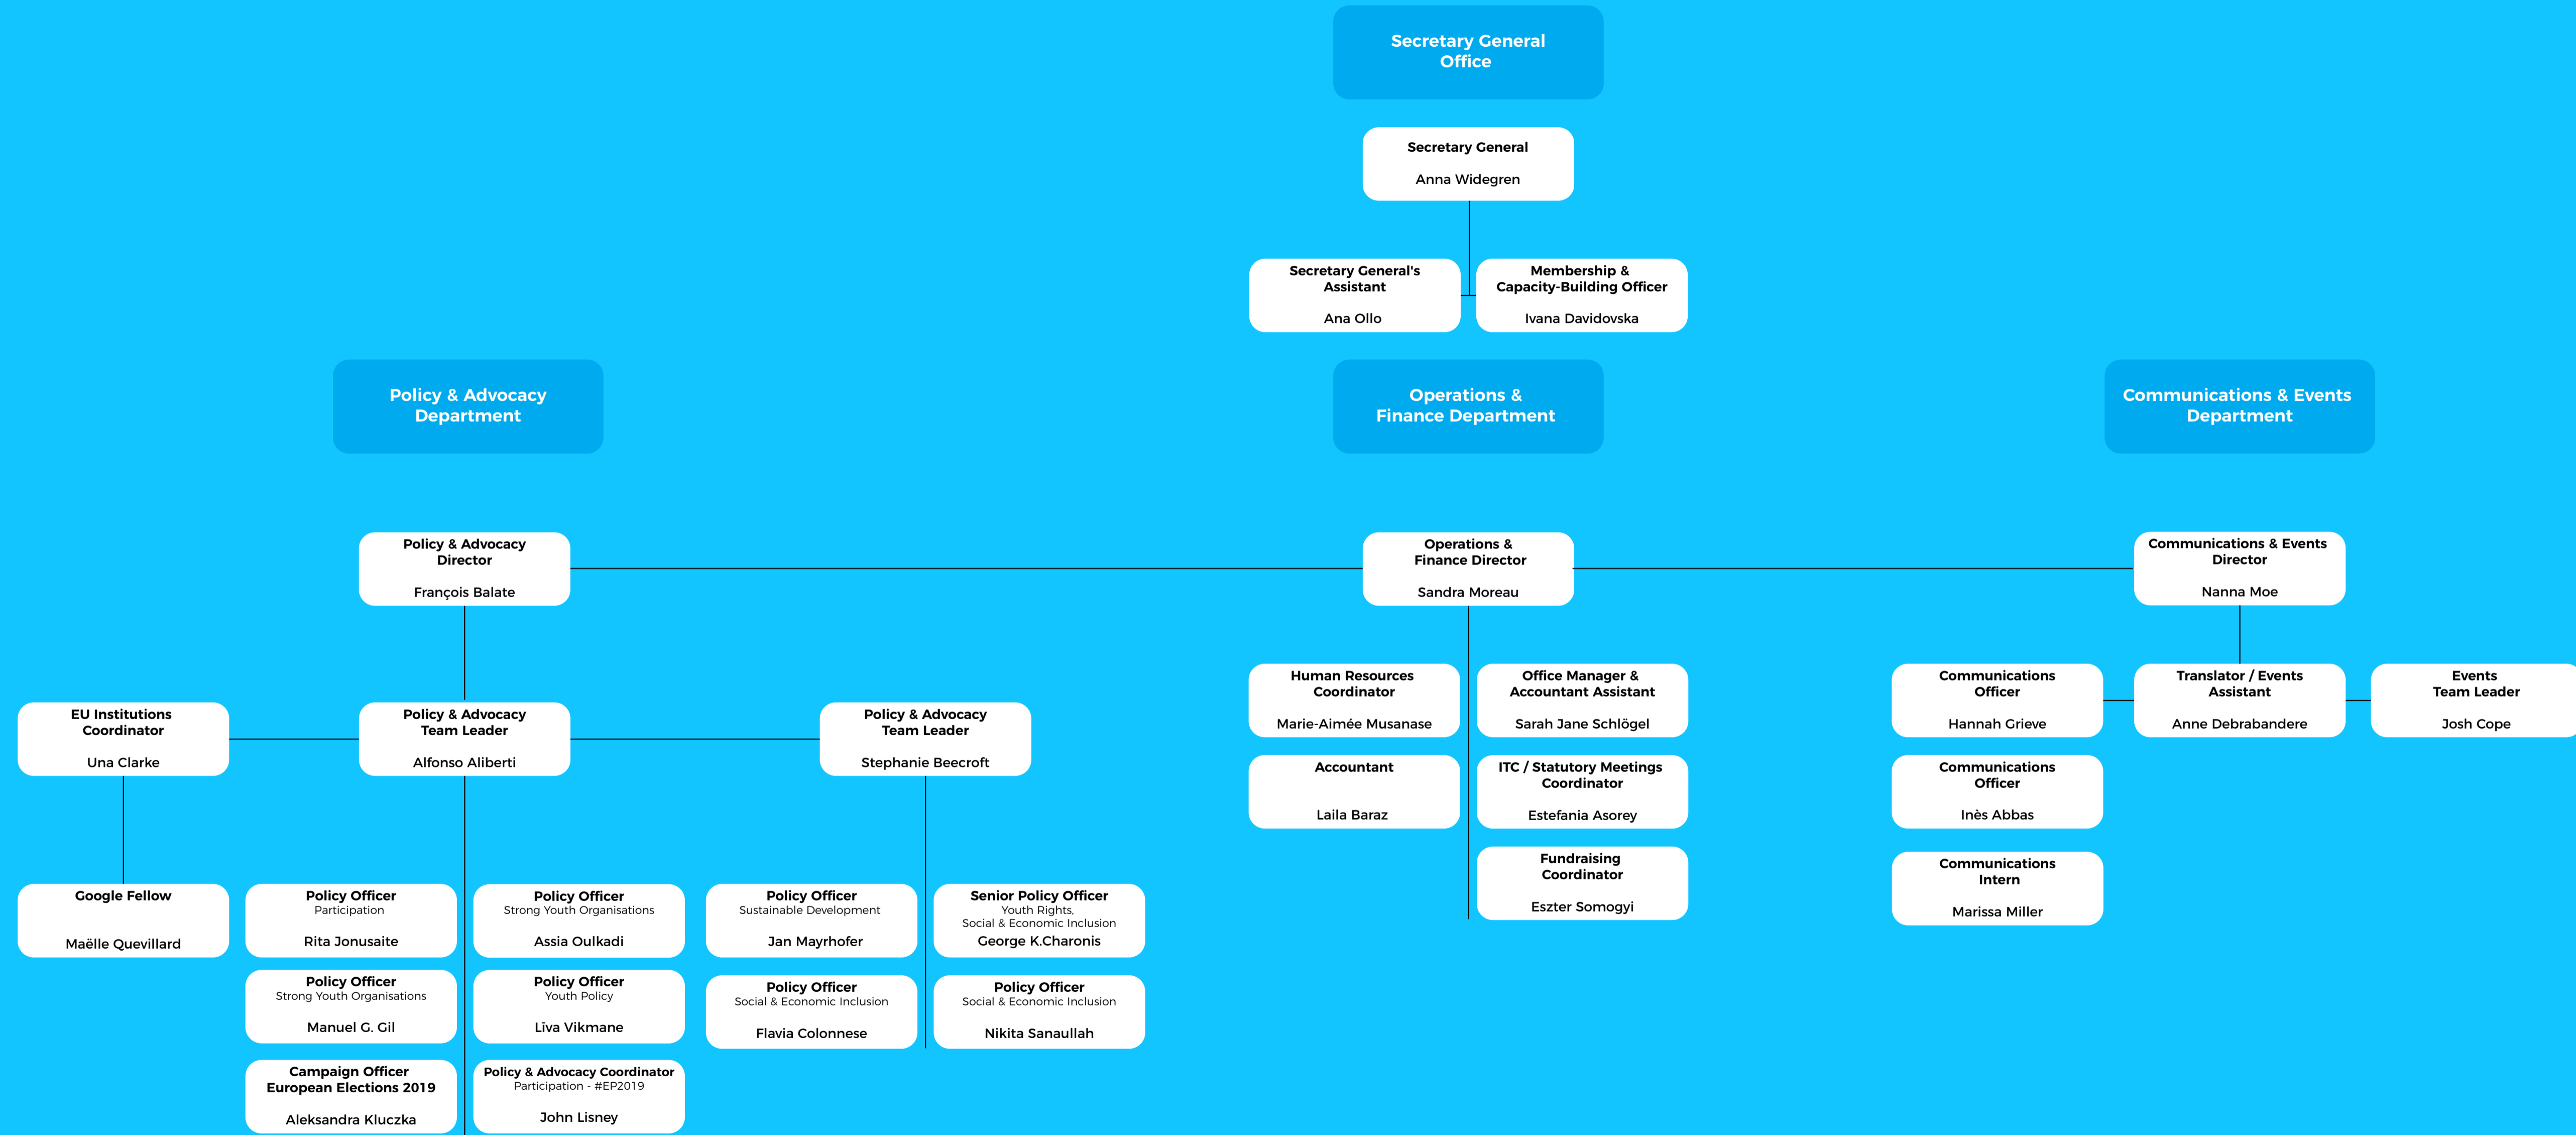 Secretary General
Office
Secretary General
Anna Widegren
Secretary General's
Assistant
Ana Ollo
Membership &
Capacity-Building Officer
Ivana Davidovska
Policy & Advocacy
Department
Operations &
Finance Department
Communications & Events
Department
Policy & Advocacy
Director
François Balate
Operations &
Finance Director
Sandra Moreau
Communications & Events
Director
Nanna Moe
EU Institutions
Coordinator
Una Clarke
Policy & Advocacy
Team Leader
Alfonso Aliberti
Policy & Advocacy
Team Leader
Stephanie Beecroft
Human Resources
Coordinator
Marie-Aimée Musanase
Office Manager &
Accountant Assistant
Sarah Jane Schlögel
Communications
Officer
Hannah Grieve
Translator / Events
Assistant
Anne Debrabandere
Events
Team Leader
Josh Cope
Accountant
Laila Baraz
ITC / Statutory Meetings
Coordinator
Estefania Asorey
Communications
Officer
Inès Abbas
Fundraising
Coordinator
Eszter Somogyi
Communications
Intern
Marissa Miller
Google Fellow
Maëlle Quevillard
Policy Officer
Participation
Rita Jonusaite
Policy Officer
Strong Youth Organisations
Assia Oulkadi
Policy Officer
Sustainable Development
Jan Mayrhofer
Senior Policy Officer
Youth Rights,
Social & Economic Inclusion
George K.Charonis
Policy Officer
Strong Youth Organisations
Manuel G. Gil
Policy Officer
Youth Policy
Līva Vikmane
Policy Officer
Social & Economic Inclusion
Flavia Colonnese
Policy Officer
Social & Economic Inclusion
Nikita Sanaullah
Campaign Officer
European Elections 2019
Aleksandra Kluczka
Policy & Advocacy Coordinator
Participation - #EP2019
John Lisney